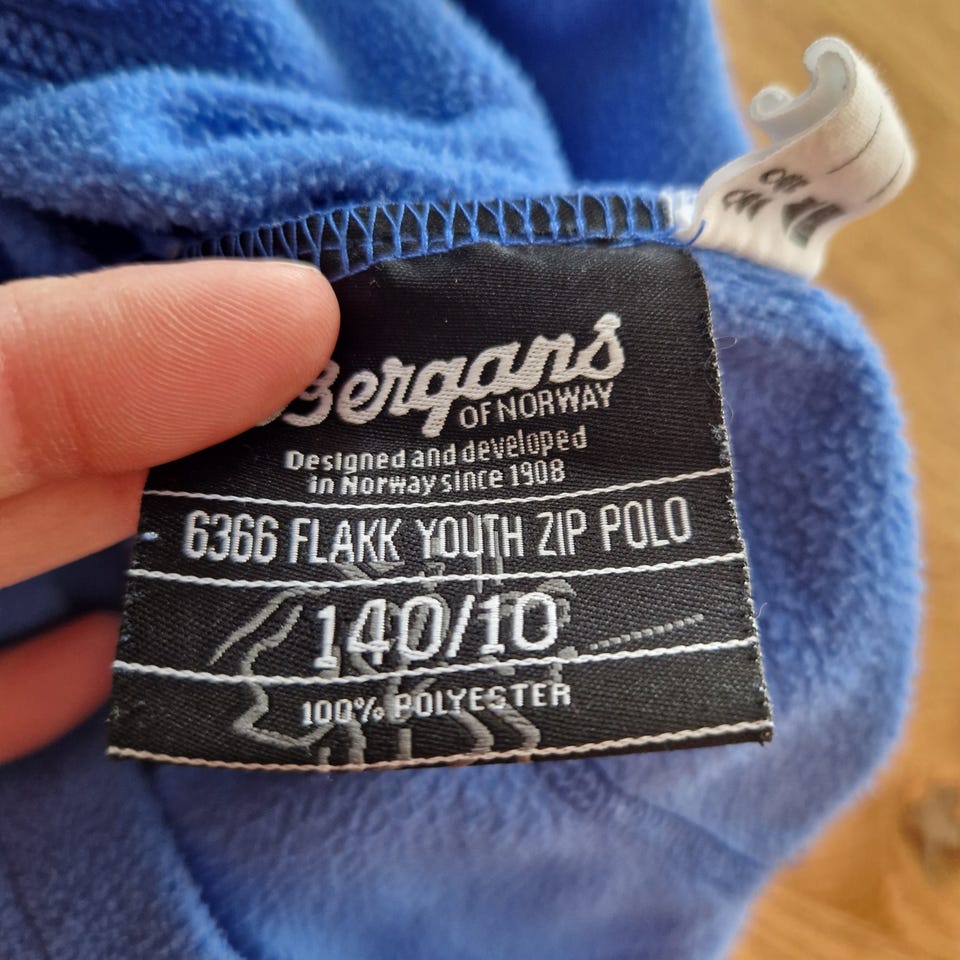 Bergans
OF NORWAY
Designed and developed
in Norway since 1908
6366 FLAKK YOUTH ZIP POLO
140/10
100% POLYESTER